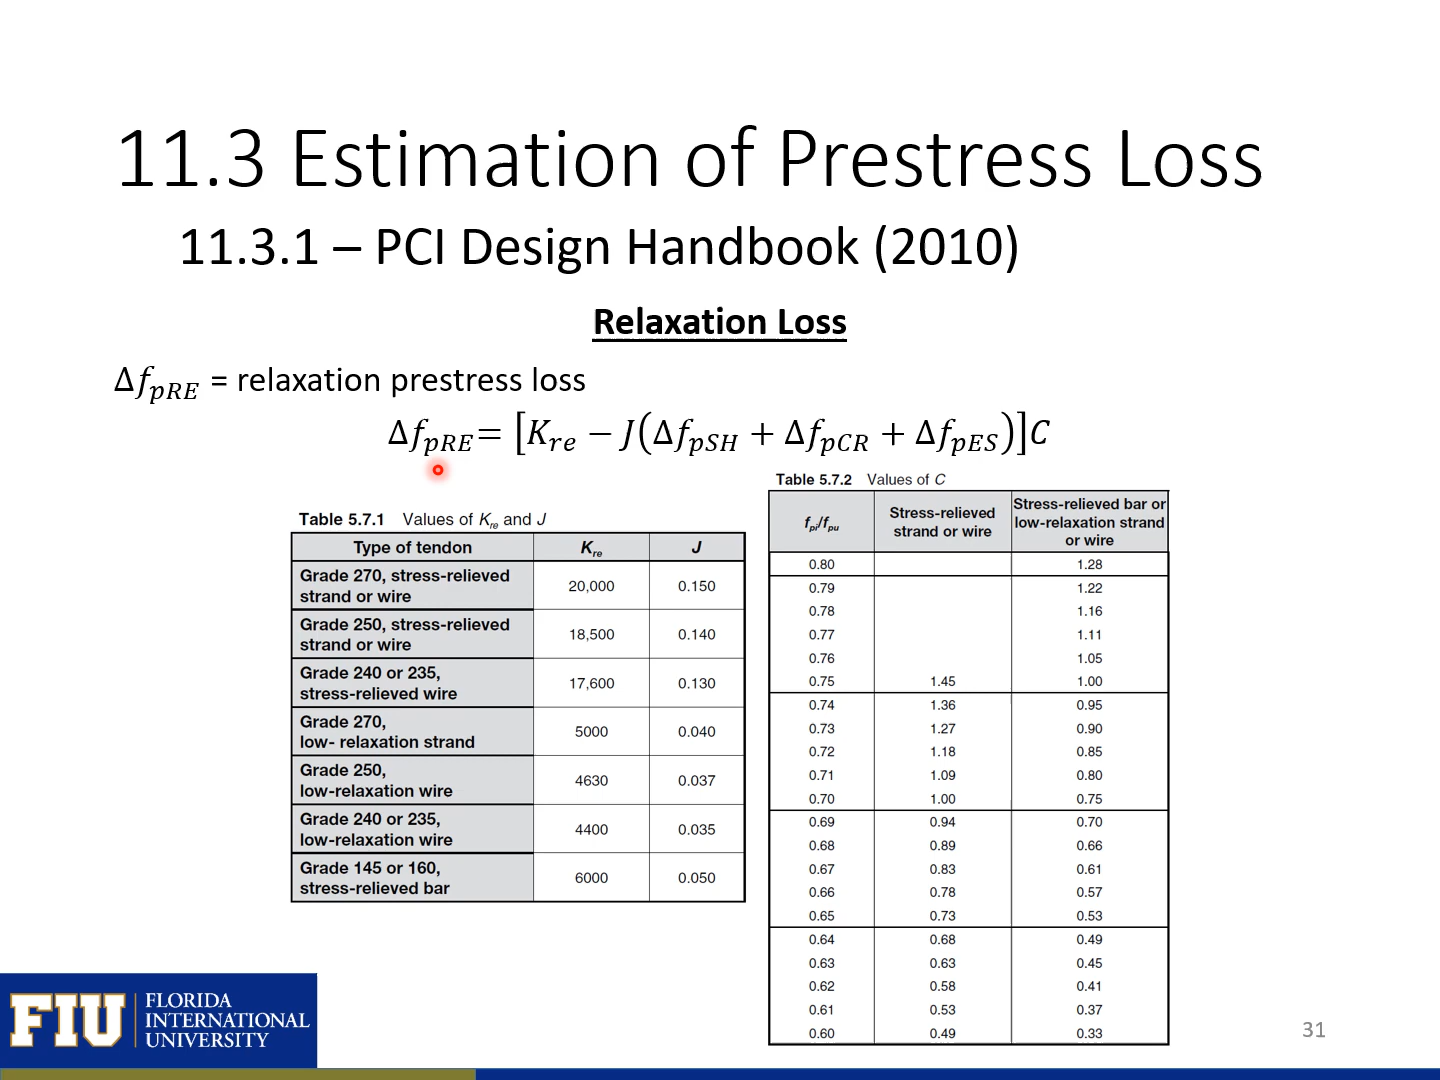 11.3 Estimation of Prestress Loss
11.3.1 – PCI Design Handbook (2010)
Relaxation Loss
Δf_pRE = relaxation prestress loss
Δf_pRE = [K_re − J(Δf_pSH + Δf_pCR + Δf_pES)]C
Table 5.7.1 Values of K_re and J
Type of tendon K_re J
Grade 270, stress-relieved
strand or wire 20,000 0.150
Grade 250, stress-relieved
strand or wire 18,500 0.140
Grade 240 or 235,
stress-relieved wire 17,600 0.130
Grade 270,
low- relaxation strand 5000 0.040
Grade 250,
low-relaxation wire 4630 0.037
Grade 240 or 235,
low-relaxation wire 4400 0.035
Grade 145 or 160,
stress-relieved bar 6000 0.050
Table 5.7.2 Values of C
f_pi/f_pu
Stress-relieved
strand or wire
Stress-relieved bar or
low-relaxation strand
or wire
0.80 1.28
0.79 1.22
0.78 1.16
0.77 1.11
0.76 1.05
0.75 1.45 1.00
0.74 1.36 0.95
0.73 1.27 0.90
0.72 1.18 0.85
0.71 1.09 0.80
0.70 1.00 0.75
0.69 0.94 0.70
0.68 0.89 0.66
0.67 0.83 0.61
0.66 0.78 0.57
0.65 0.73 0.53
0.64 0.68 0.49
0.63 0.63 0.45
0.62 0.58 0.41
0.61 0.53 0.37
0.60 0.49 0.33
FIU
FLORIDA
INTERNATIONAL
UNIVERSITY
31